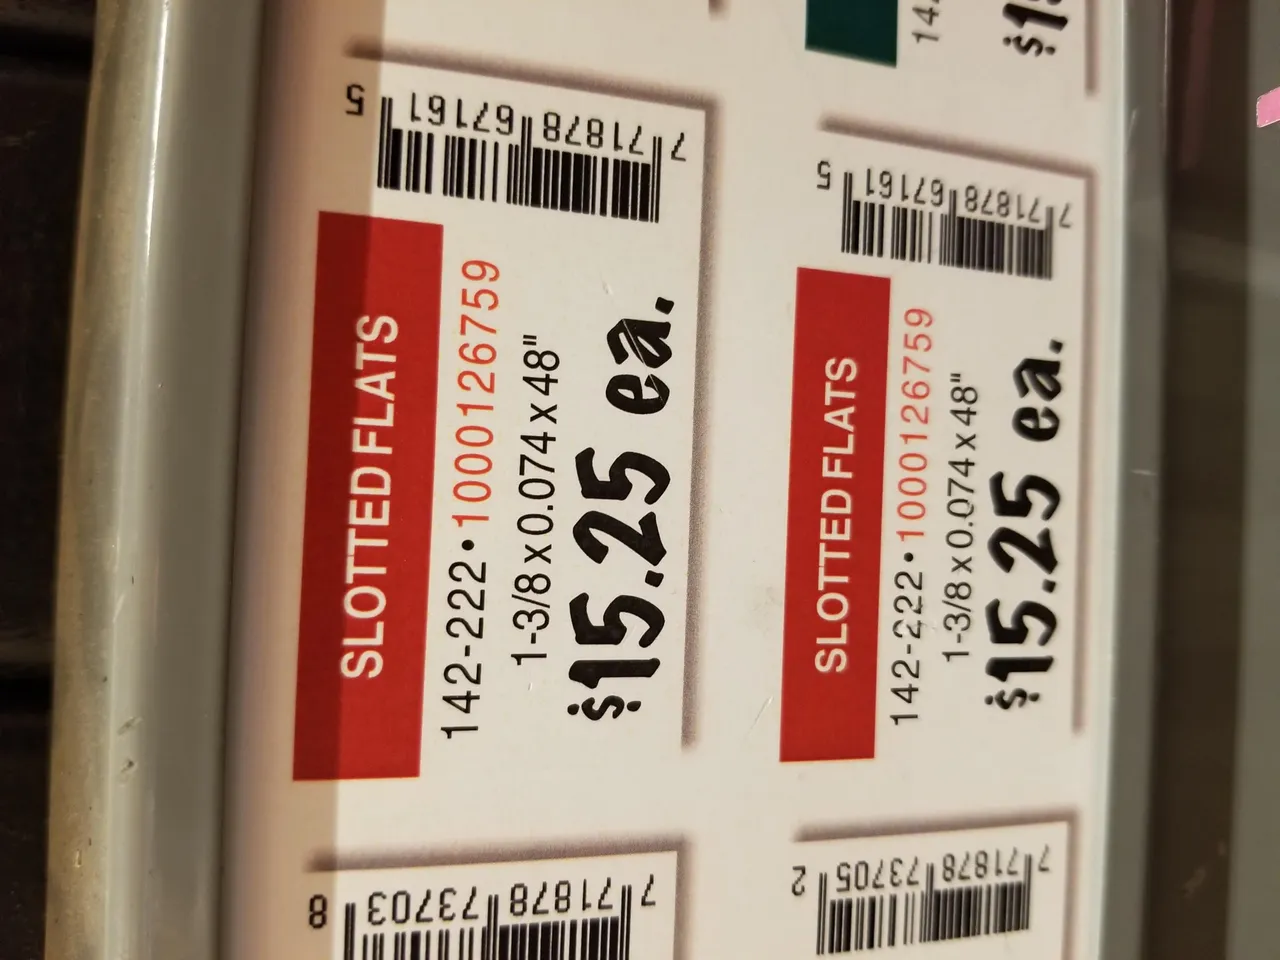 SLOTTED FLATS
142-222•1000126759
1-3/8 x 0.074 x 48"
$15.25 ea.
7 71878 67161 5
SLOTTED FLATS
142-222•1000126759
1-3/8 x 0.074 x 48"
$15.25 ea.
7 71878 67161 5
7 71878 73703 8
7 71878 73705 2
14